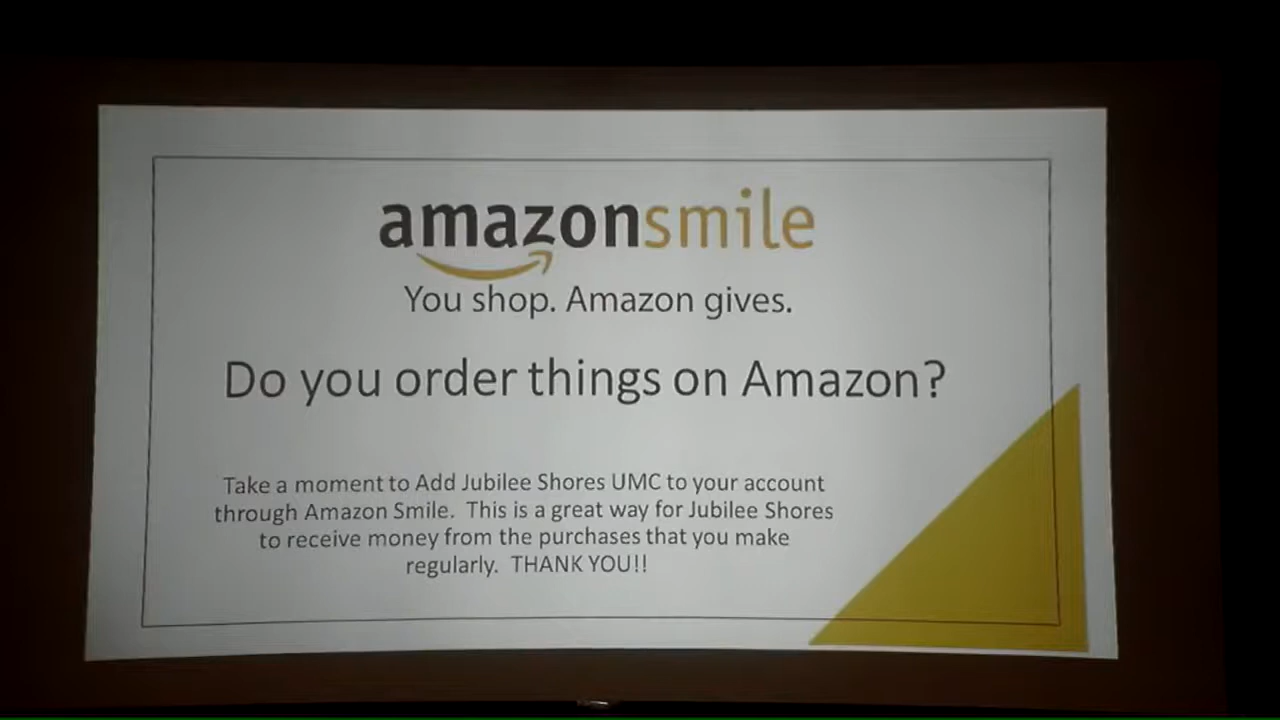 amazonsmile
You shop. Amazon gives.
Do you order things on Amazon?
Take a moment to Add Jubilee Shores UMC to your account
through Amazon Smile.  This is a great way for Jubilee Shores
to receive money from the purchases that you make
regularly.  THANK YOU!!